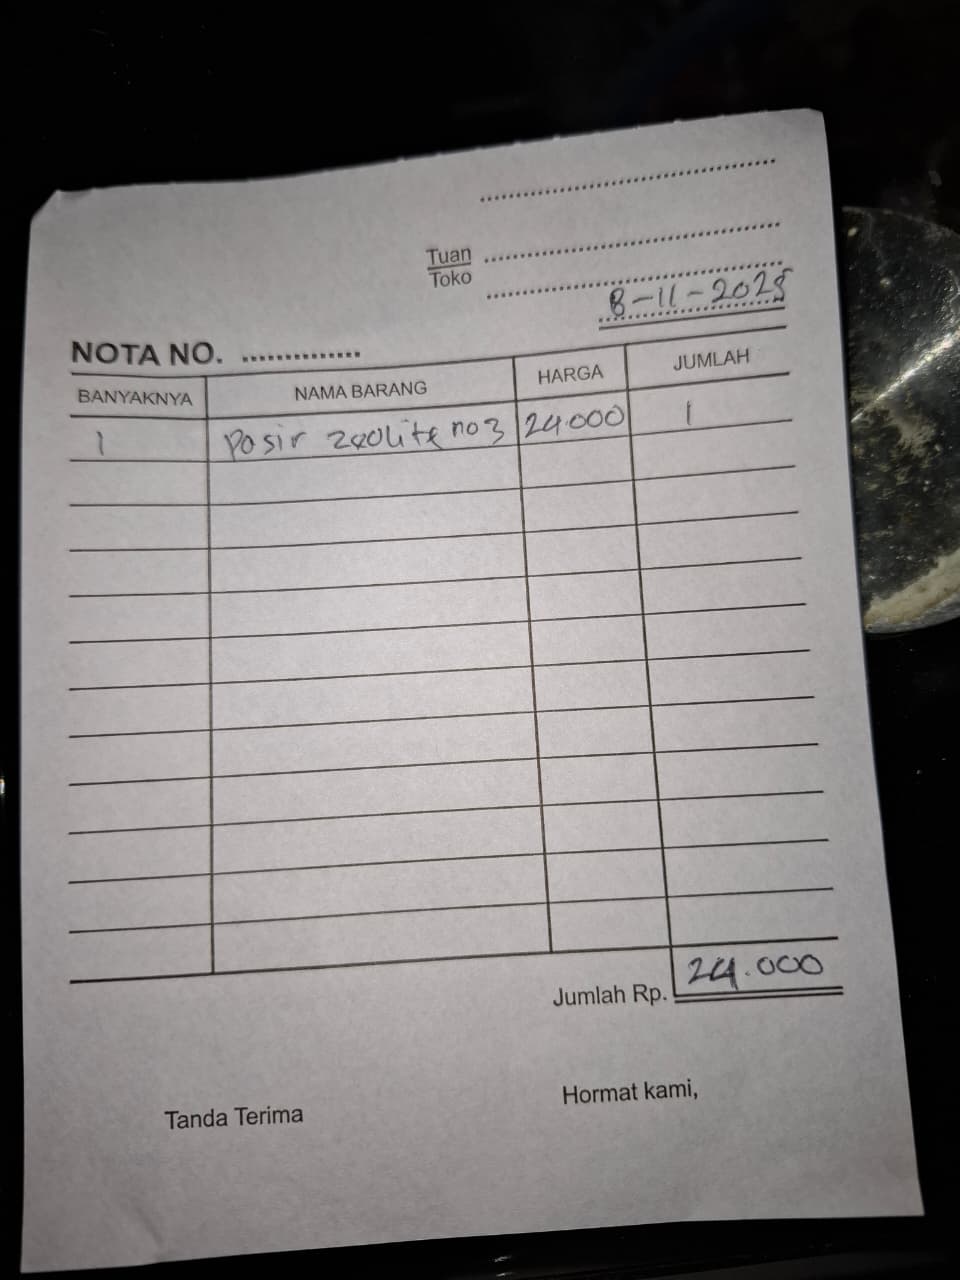 Tuan
Toko
8-11-2025
NOTA NO. ..............
BANYAKNYA NAMA BARANG HARGA JUMLAH
1 Pasir zeolite no 3 24.000 1
Jumlah Rp. 24.000
Tanda Terima Hormat kami,